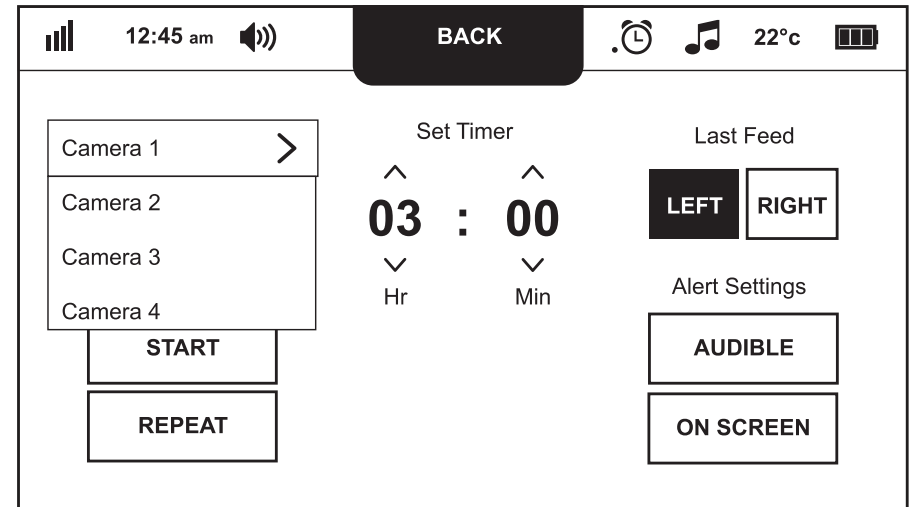 12:45 am
BACK
22°c
Camera 1
Camera 2
Camera 3
Camera 4
START
REPEAT
Set Timer
03 : 00
Hr Min
Last Feed
LEFT RIGHT
Alert Settings
AUDIBLE
ON SCREEN